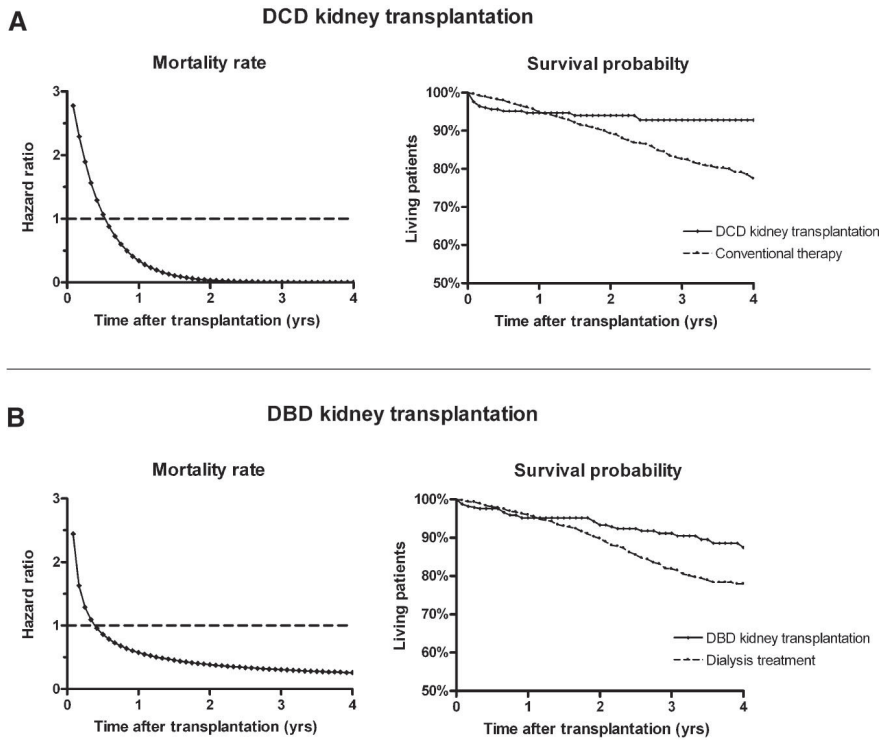 A
DCD kidney transplantation
Mortality rate
3
2
1
0
Hazard ratio
0
1
2
3
4
Time after transplantation (yrs)
Survival probabilty
100%
90%
80%
70%
60%
50%
Living patients
DCD kidney transplantation
Conventional therapy
0
1
2
3
4
Time after transplantation (yrs)
B
DBD kidney transplantation
Mortality rate
3
2
1
0
Hazard ratio
0
1
2
3
4
Time after transplantation (yrs)
Survival probability
100%
90%
80%
70%
60%
50%
Living patients
DBD kidney transplantation
Dialysis treatment
0
1
2
3
4
Time after transplantation (yrs)